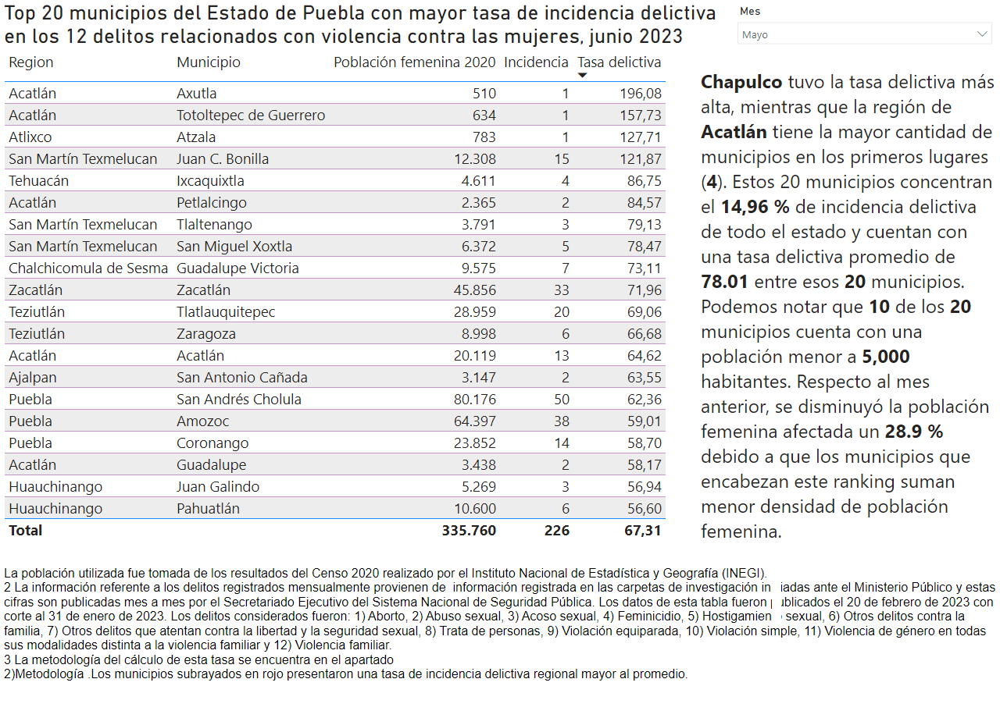 Top 20 municipios del Estado de Puebla con mayor tasa de incidencia delictiva
en los 12 delitos relacionados con violencia contra las mujeres, junio 2023
Mes
Mayo
Region Municipio Población femenina 2020 Incidencia Tasa delictiva
Acatlán Axutla 510 1 196,08
Acatlán Totoltepec de Guerrero 634 1 157,73
Atlixco Atzala 783 1 127,71
San Martín Texmelucan Juan C. Bonilla 12.308 15 121,87
Tehuacán Ixcaquixtla 4.611 4 86,75
Acatlán Petlalcingo 2.365 2 84,57
San Martín Texmelucan Tlaltenango 3.791 3 79,13
San Martín Texmelucan San Miguel Xoxtla 6.372 5 78,47
Chalchicomula de Sesma Guadalupe Victoria 9.575 7 73,11
Zacatlán Zacatlán 45.856 33 71,96
Teziutlán Tlatlauquitepec 28.959 20 69,06
Teziutlán Zaragoza 8.998 6 66,68
Acatlán Acatlán 20.119 13 64,62
Ajalpan San Antonio Cañada 3.147 2 63,55
Puebla San Andrés Cholula 80.176 50 62,36
Puebla Amozoc 64.397 38 59,01
Puebla Coronango 23.852 14 58,70
Acatlán Guadalupe 3.438 2 58,17
Huauchinango Juan Galindo 5.269 3 56,94
Huauchinango Pahuatlán 10.600 6 56,60
Total 335.760 226 67,31
Chapulco tuvo la tasa delictiva más
alta, mientras que la región de
Acatlán tiene la mayor cantidad de
municipios en los primeros lugares
(4). Estos 20 municipios concentran
el 14,96 % de incidencia delictiva
de todo el estado y cuentan con
una tasa delictiva promedio de
78.01 entre esos 20 municipios.
Podemos notar que 10 de los 20
municipios cuenta con una
población menor a 5,000
habitantes. Respecto al mes
anterior, se disminuyó la población
femenina afectada un 28.9 %
debido a que los municipios que
encabezan este ranking suman
menor densidad de población
femenina.
La población utilizada fue tomada de los resultados del Censo 2020 realizado por el Instituto Nacional de Estadística y Geografía (INEGI).
2 La información referente a los delitos registrados mensualmente provienen de información registrada en las carpetas de investigación in iadas ante el Ministerio Público y estas
cifras son publicadas mes a mes por el Secretariado Ejecutivo del Sistema Nacional de Seguridad Pública. Los datos de esta tabla fueron ublicados el 20 de febrero de 2023 con
corte al 31 de enero de 2023. Los delitos considerados fueron: 1) Aborto, 2) Abuso sexual, 3) Acoso sexual, 4) Feminicidio, 5) Hostigamien sexual, 6) Otros delitos contra la
familia, 7) Otros delitos que atentan contra la libertad y la seguridad sexual, 8) Trata de personas, 9) Violación equiparada, 10) Violación simple, 11) Violencia de género en todas
sus modalidades distinta a la violencia familiar y 12) Violencia familiar.
3 La metodología del cálculo de esta tasa se encuentra en el apartado
2)Metodología .Los municipios subrayados en rojo presentaron una tasa de incidencia delictiva regional mayor al promedio.